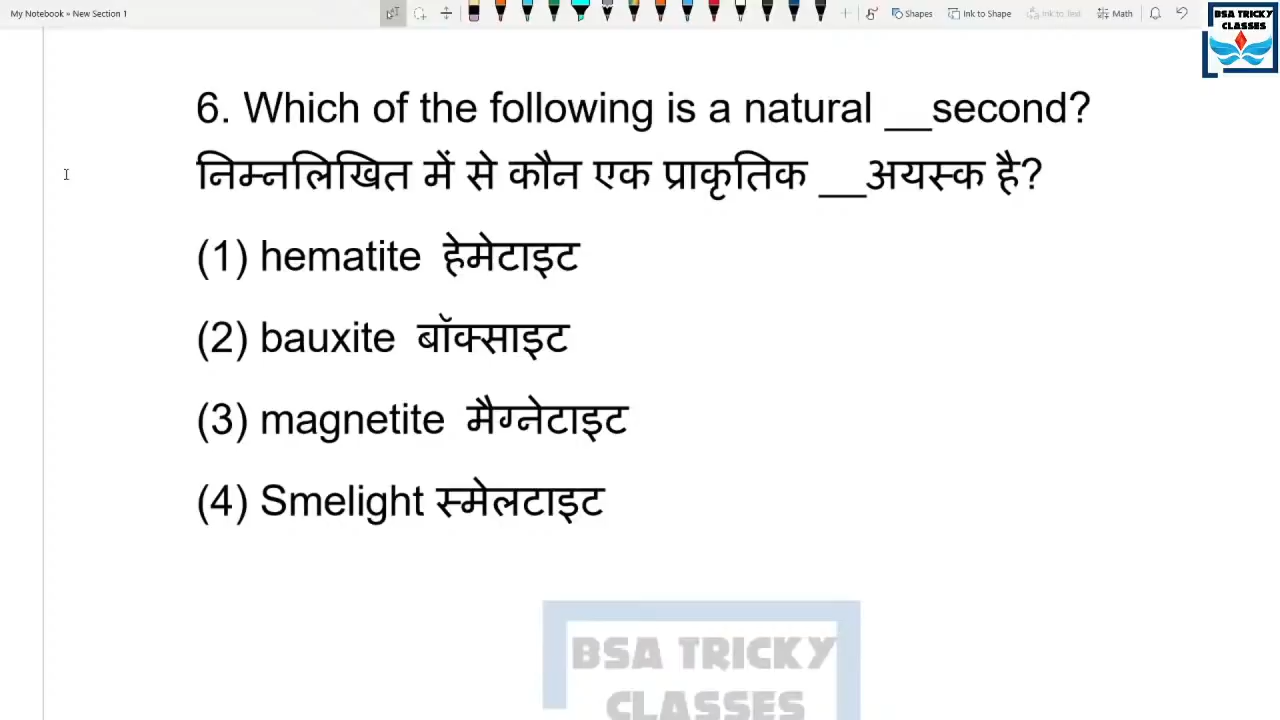 My Notebook » New Section 1
Shapes
Ink to Shape
Ink to Text
Math
BSA TRICKY
CLASSES
6. Which of the following is a natural __second?
निम्नलिखित में से कौन एक प्राकृतिक __अयस्क है?
(1) hematite हेमेटाइट
(2) bauxite बॉक्साइट
(3) magnetite मैग्नेटाइट
(4) Smelight स्मेलटाइट
BSA TRICKY
CLASSES